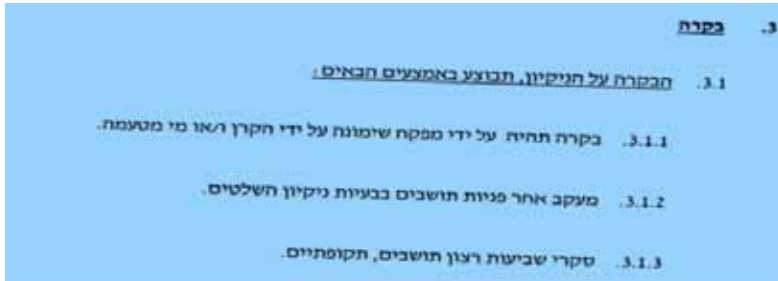 3. בקרה
3.1. הבקרה על הניקיון, תבוצע באמצעים הבאים:
3.1.1. בקרה תהיה על ידי מפקח שימונה על ידי הקרן ו/או מי מטעמה.
3.1.2. מעקב אחר פניות תושבים בבעיות ניקיון השלטים.
3.1.3. סקרי שביעות רצון תושבים, תקופתיים.